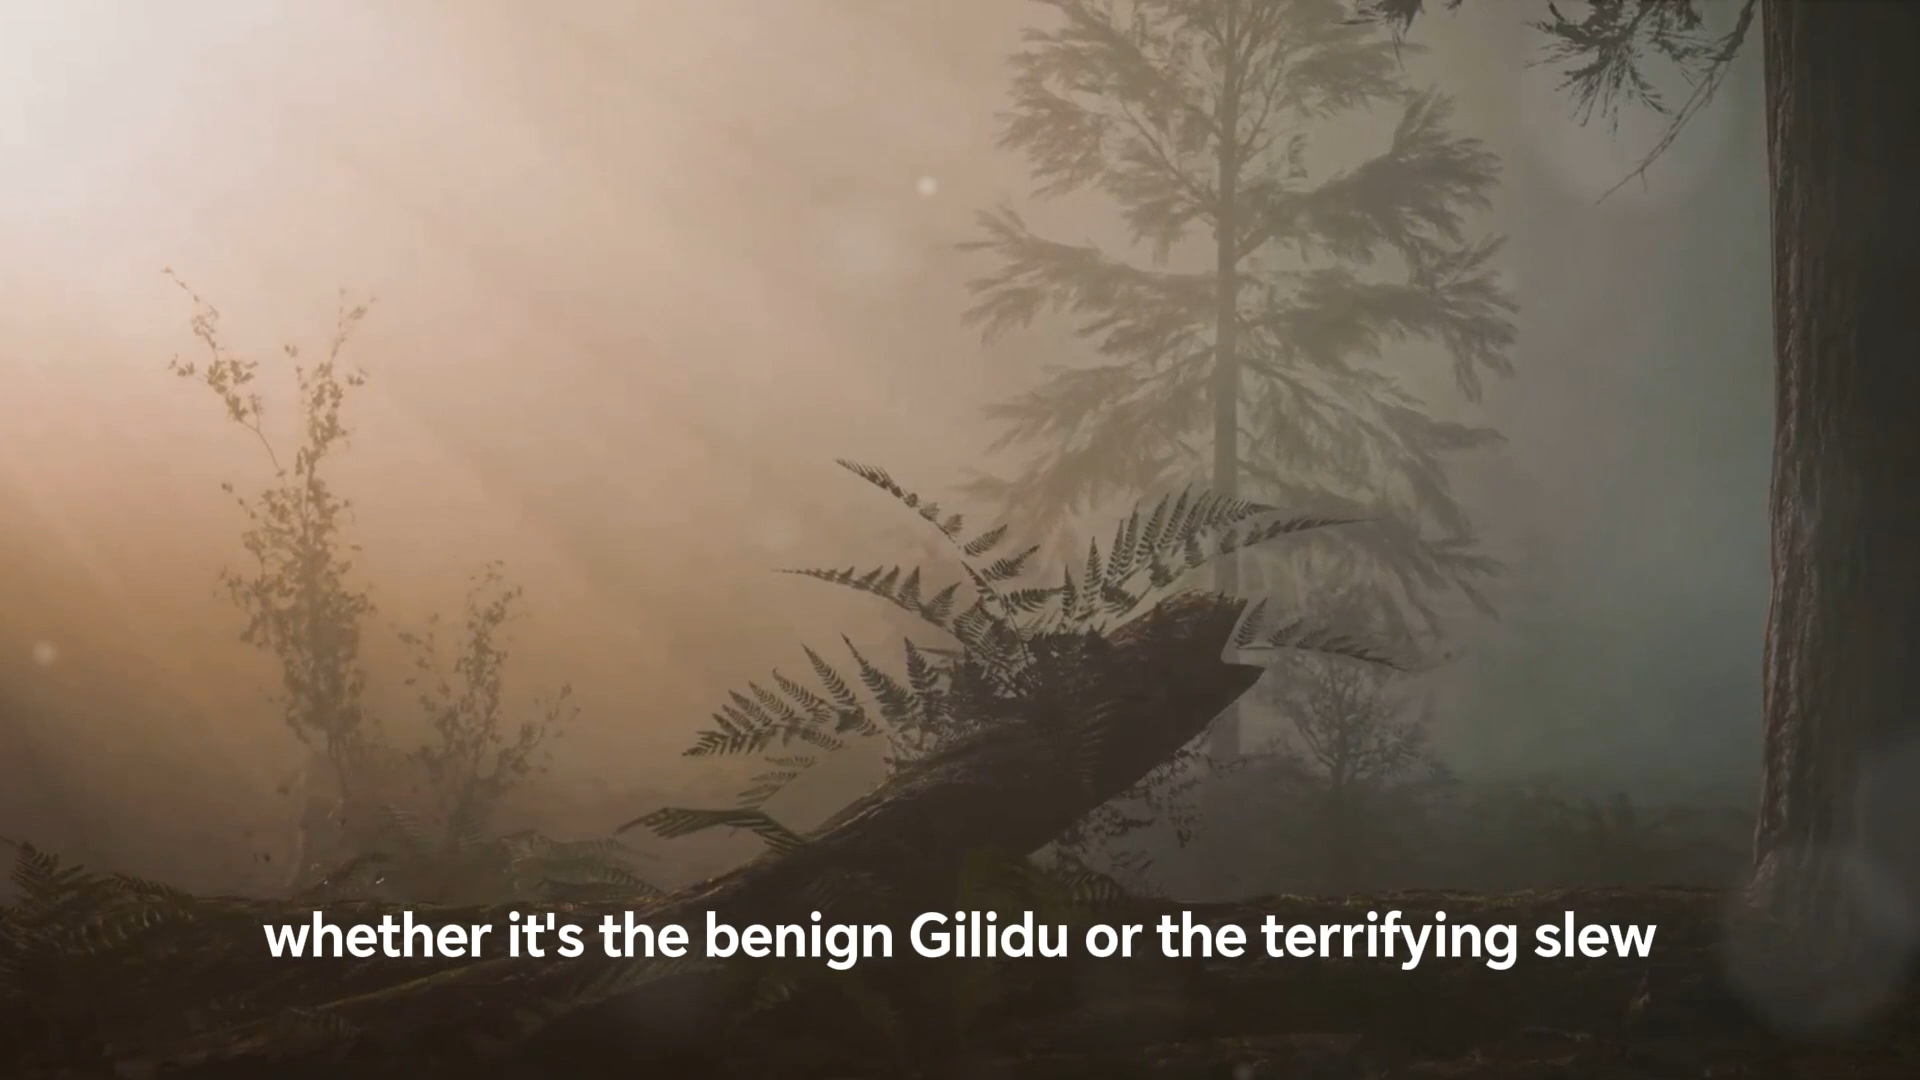 whether it's the benign Gilidu or the terrifying slew